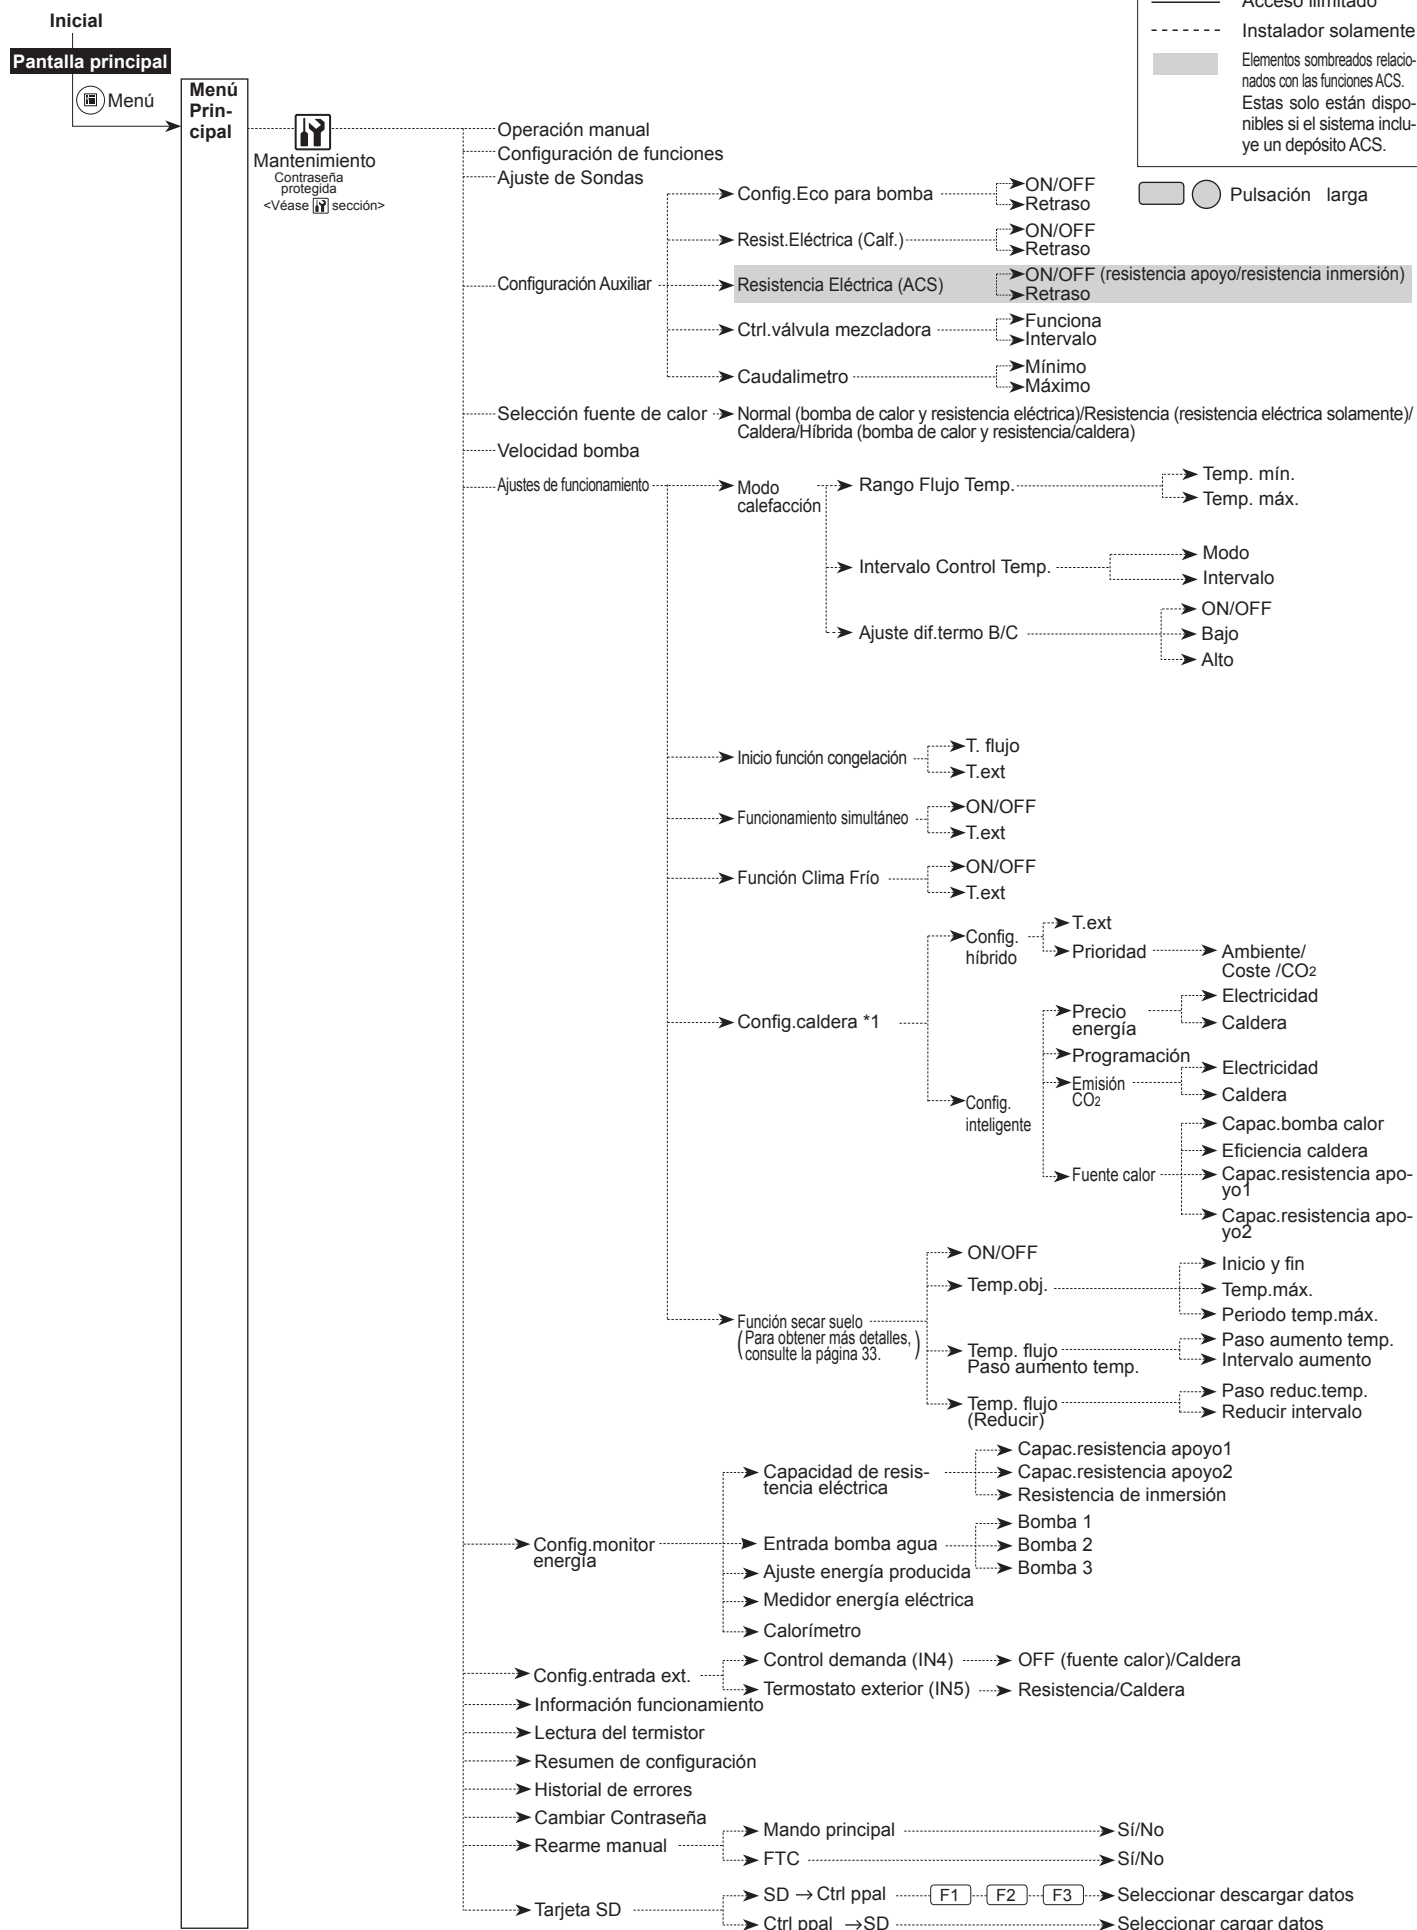 Inicial
Pantalla principal
Menú
Menú
Prin-
cipal
Mantenimiento
Contraseña
protegida
<Véase sección>
Acceso ilimitado
Instalador solamente
Elementos sombreados relacio-
nados con las funciones ACS.
Estas solo están dispo-
nibles si el sistema inclu-
ye un depósito ACS.
Pulsación larga
Operación manual
Configuración de funciones
Ajuste de Sondas
Configuración Auxiliar
Config.Eco para bomba
ON/OFF
Retraso
Resist.Eléctrica (Calf.)
ON/OFF
Retraso
Resistencia Eléctrica (ACS)
ON/OFF (resistencia apoyo/resistencia inmersión)
Retraso
Ctrl.válvula mezcladora
Funciona
Intervalo
Caudalimetro
Mínimo
Máximo
Selección fuente de calor
Normal (bomba de calor y resistencia eléctrica)/Resistencia (resistencia eléctrica solamente)/
Caldera/Híbrida (bomba de calor y resistencia/caldera)
Velocidad bomba
Ajustes de funcionamiento
Modo
calefacción
Rango Flujo Temp.
Temp. mín.
Temp. máx.
Intervalo Control Temp.
Modo
Intervalo
Ajuste dif.termo B/C
ON/OFF
Bajo
Alto
Inicio función congelación
T. flujo
T.ext
Funcionamiento simultáneo
ON/OFF
T.ext
Función Clima Frío
ON/OFF
T.ext
Config.caldera *1
Config.
híbrido
T.ext
Prioridad
Ambiente/
Coste /CO2
Config.
inteligente
Precio
energía
Electricidad
Caldera
Programación
Emisión
CO2
Electricidad
Caldera
Fuente calor
Capac.bomba calor
Eficiencia caldera
Capac.resistencia apo-
yo1
Capac.resistencia apo-
yo2
Función secar suelo
(Para obtener más detalles,
consulte la página 33.)
ON/OFF
Temp.obj.
Inicio y fin
Temp.máx.
Periodo temp.máx.
Temp. flujo
Paso aumento temp.
Paso aumento temp.
Intervalo aumento
Temp. flujo
(Reducir)
Paso reduc.temp.
Reducir intervalo
Config.monitor
energía
Capacidad de resis-
tencia eléctrica
Capac.resistencia apoyo1
Capac.resistencia apoyo2
Resistencia de inmersión
Entrada bomba agua
Bomba 1
Bomba 2
Bomba 3
Ajuste energía producida
Medidor energía eléctrica
Calorímetro
Config.entrada ext.
Control demanda (IN4)
OFF (fuente calor)/Caldera
Termostato exterior (IN5)
Resistencia/Caldera
Información funcionamiento
Lectura del termistor
Resumen de configuración
Historial de errores
Cambiar Contraseña
Rearme manual
Mando principal
Sí/No
FTC
Sí/No
Tarjeta SD
SD → Ctrl ppal
F1
F2
F3
Seleccionar descargar datos
Ctrl ppal → SD
Seleccionar cargar datos